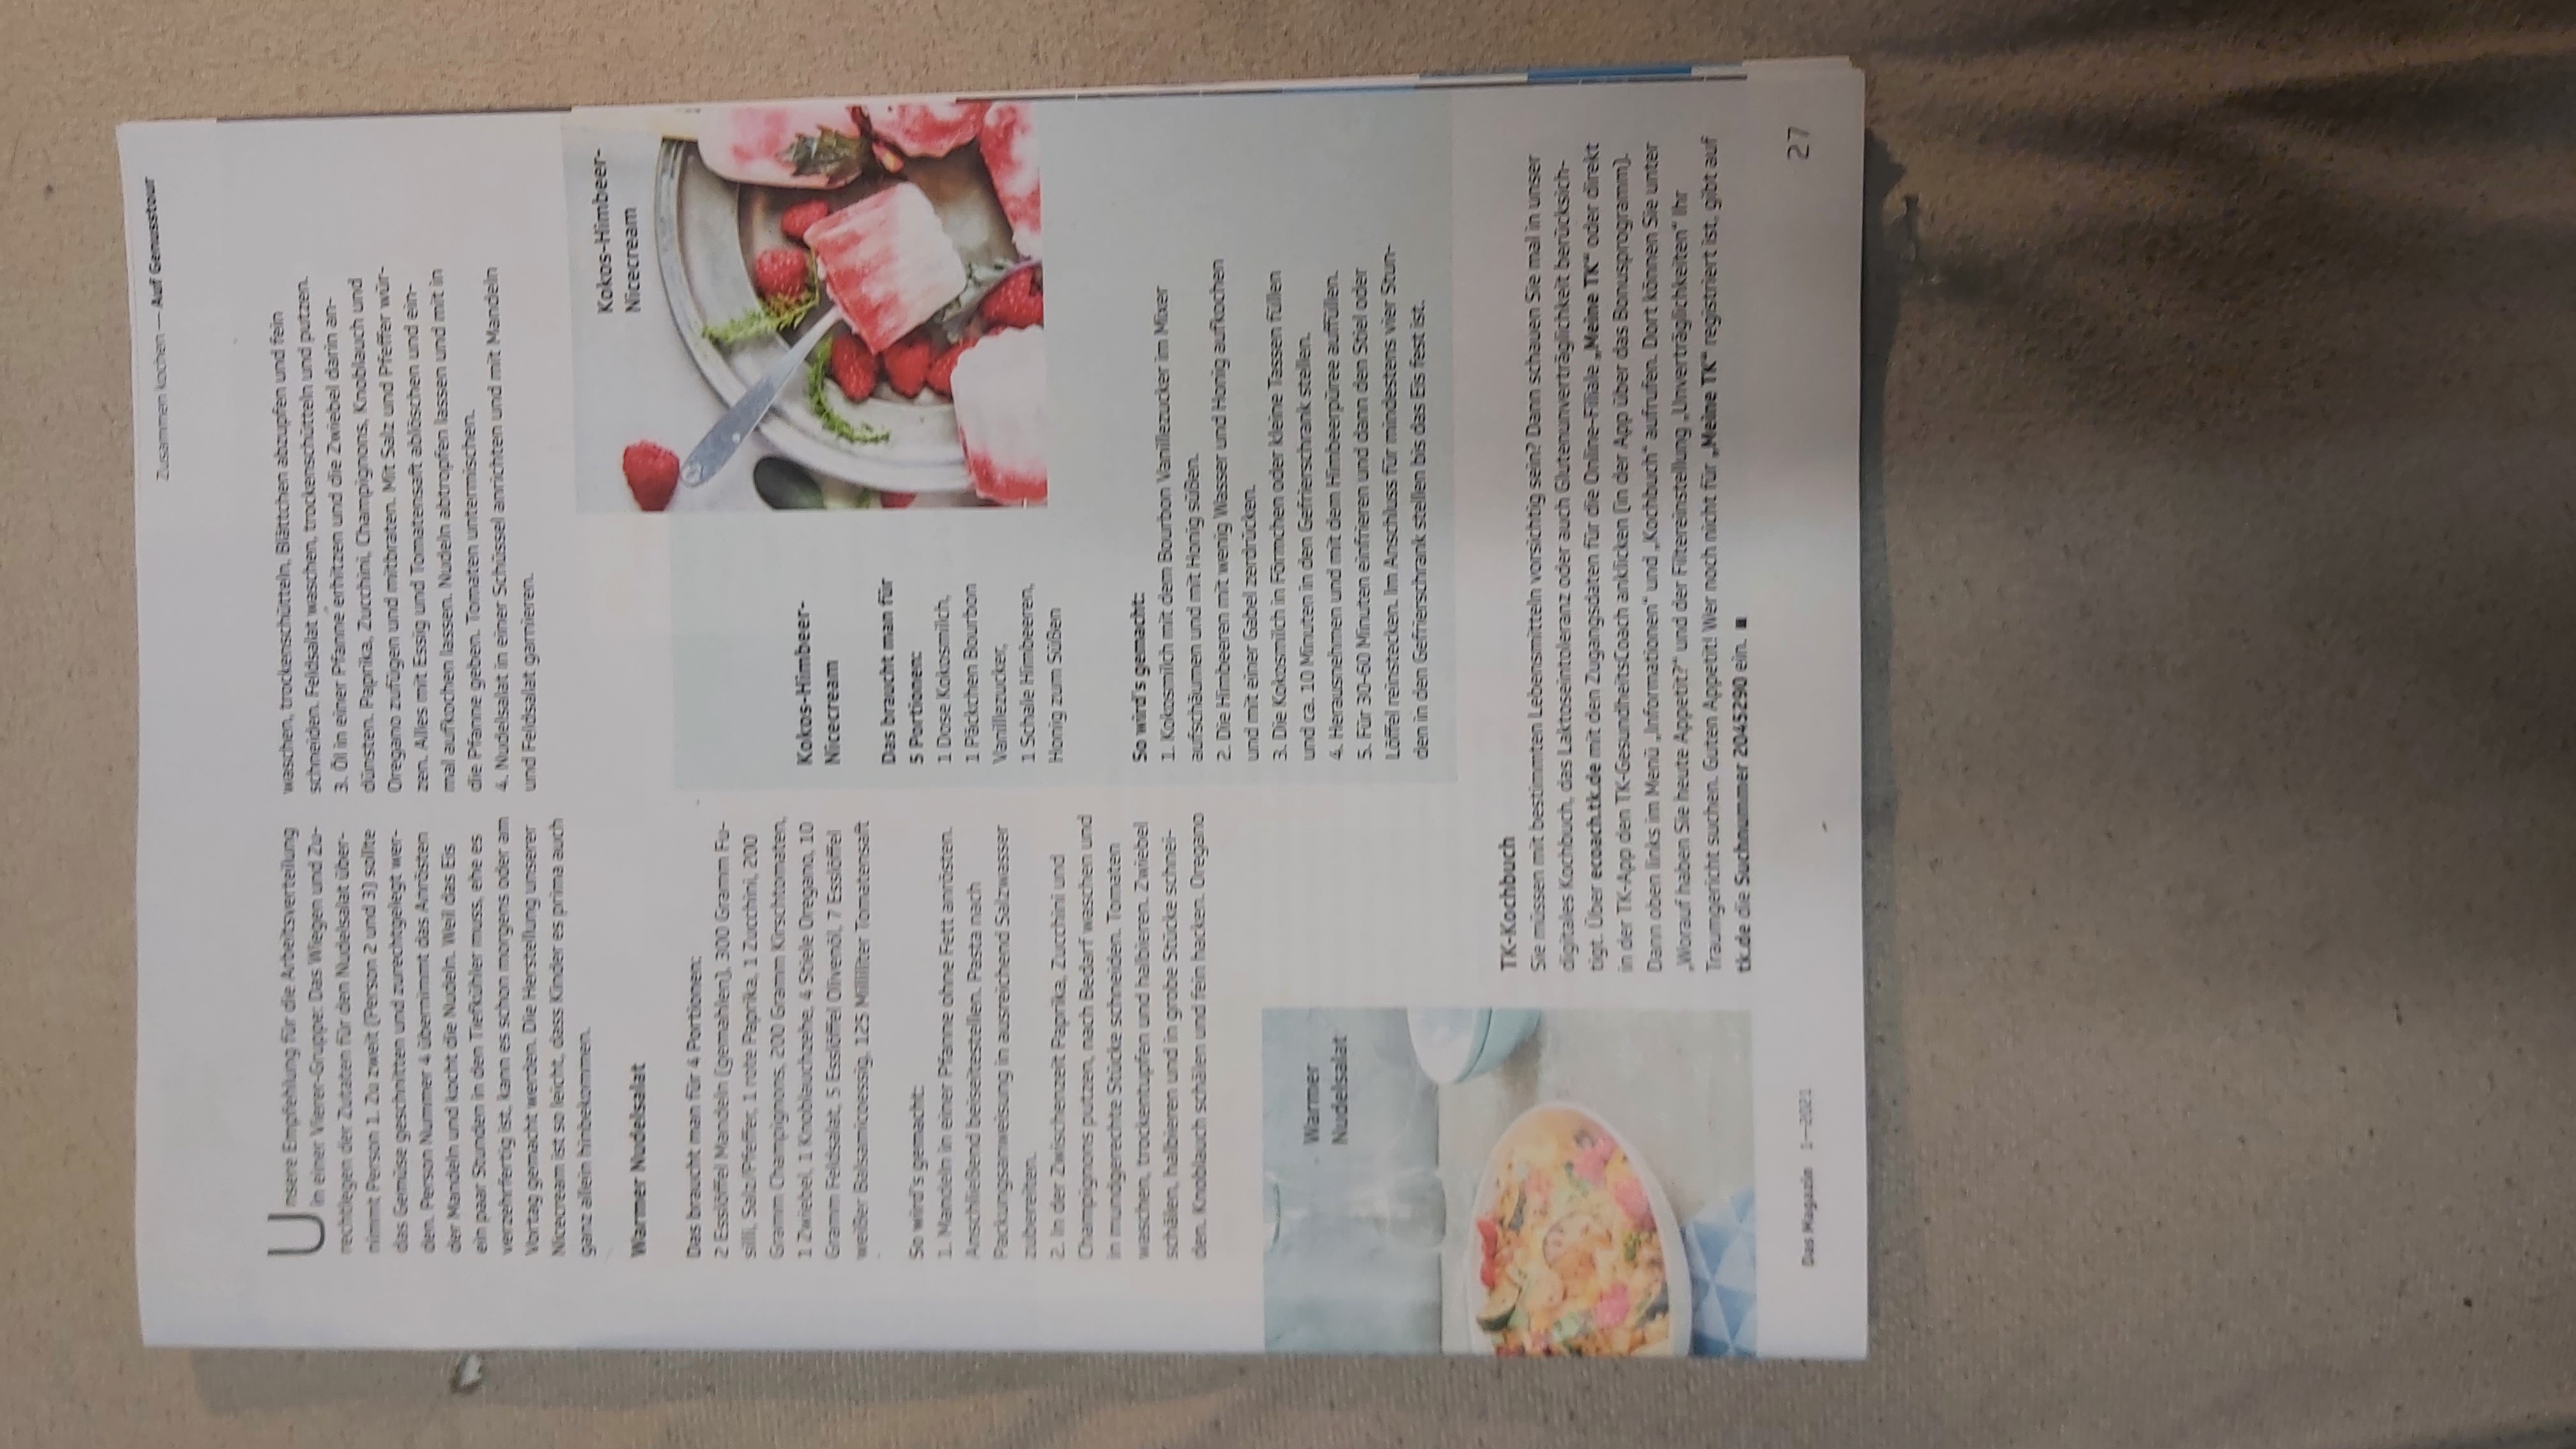 Zusammen kochen — Auf Genusstour
Unsere Empfehlung für die Arbeitsverteilung
in einer Vierer-Gruppe: Das Wiegen und Zu-
rechtlegen der Zutaten für den Nudelsalat über-
nimmt Person 1. Zu zweit (Person 2 und 3) sollte
das Gemüse geschnitten und zurechtgelegt wer-
den. Person Nummer 4 übernimmt das Anrösten
der Mandeln und kocht die Nudeln. Weil das Eis
ein paar Stunden in den Tiefkühler muss, ehe es
verzehrfertig ist, kann es schon morgens oder am
Vortag gemacht werden. Die Herstellung unserer
Nicecream ist so leicht, dass Kinder es prima auch
ganz allein hinbekommen.
Warmer Nudelsalat
Das braucht man für 4 Portionen:
2 Esslöffel Mandeln (gemahlen), 300 Gramm Fu-
silli, Salz/Pfeffer, 1 rote Paprika, 1 Zucchini, 200
Gramm Champignons, 200 Gramm Kirschtomaten,
1 Zwiebel, 1 Knoblauchzehe, 4 Stiele Oregano, 10
Gramm Feldsalat, 5 Esslöffel Olivenöl, 7 Esslöffel
weißer Balsamicoessig, 125 Milliliter Tomatensaft
So wird's gemacht:
1. Mandeln in einer Pfanne ohne Fett anrösten.
Anschließend beiseitestellen. Pasta nach
Packungsanweisung in ausreichend Salzwasser
zubereiten.
2. In der Zwischenzeit Paprika, Zucchini und
Champignons putzen, nach Bedarf waschen und
in mundgerechte Stücke schneiden. Tomaten
waschen, trockentupfen und halbieren. Zwiebel
schälen, halbieren und in grobe Stücke schnei-
den. Knoblauch schälen und fein hacken. Oregano
waschen, trockenschütteln, Blättchen abzupfen und fein
schneiden. Feldsalat waschen, trockenschütteln und putzen.
3. Öl in einer Pfanne erhitzen und die Zwiebel darin an-
dünsten. Paprika, Zucchini, Champignons, Knoblauch und
Oregano zufügen und mitbraten. Mit Salz und Pfeffer wür-
zen. Alles mit Essig und Tomatensaft ablöschen und ein-
mal aufkochen lassen. Nudeln abtropfen lassen und mit in
die Pfanne geben. Tomaten untermischen.
4. Nudelsalat in einer Schüssel anrichten und mit Mandeln
und Feldsalat garnieren.
Kokos-Himbeer-
Nicecream
Kokos-Himbeer-
Nicecream
Das braucht man für
5 Portionen:
1 Dose Kokosmilch,
1 Päckchen Bourbon
Vanillezucker,
1 Schale Himbeeren,
Honig zum Süßen
So wird's gemacht:
1. Kokosmilch mit dem Bourbon Vanillezucker im Mixer
aufschäumen und mit Honig süßen.
2. Die Himbeeren mit wenig Wasser und Honig aufkochen
und mit einer Gabel zerdrücken.
3. Die Kokosmilch in Förmchen oder kleine Tassen füllen
und ca. 10 Minuten in den Gefrierschrank stellen.
4. Herausnehmen und mit dem Himbeerpüree auffüllen.
5. Für 30–60 Minuten einfrieren und dann den Stiel oder
Löffel reinstecken. Im Anschluss für mindestens vier Stun-
den in den Gefrierschrank stellen bis das Eis fest ist.
Warmer
Nudelsalat
TK-Kochbuch
Sie müssen mit bestimmten Lebensmitteln vorsichtig sein? Dann schauen Sie mal in unser
digitales Kochbuch, das Laktoseintoleranz oder auch Glutenunverträglichkeit berücksich-
tigt. Über ecoach.tk.de mit den Zugangsdaten für die Online-Filiale „Meine TK“ oder direkt
in der TK-App den TK-GesundheitsCoach anklicken (in der App über das Bonusprogramm).
Dann oben links im Menü „Informationen“ und „Kochbuch“ aufrufen. Dort können Sie unter
„Worauf haben Sie heute Appetit?“ und der Filtereinstellung „Unverträglichkeiten“ Ihr
Traumgericht suchen. Guten Appetit! Wer noch nicht für „Meine TK“ registriert ist, gibt auf
tk.de die Suchnummer 2045290 ein. ■
Das Magazin 1—2021
27